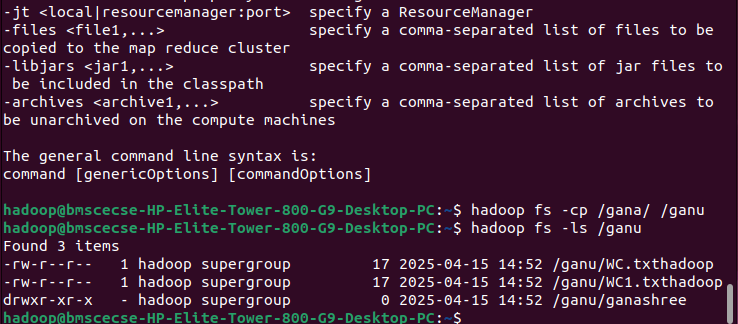 -jt <local|resourcemanager:port>  specify a ResourceManager
-files <file1,...>                specify a comma-separated list of files to be
copied to the map reduce cluster
-libjars <jar1,...>               specify a comma-separated list of jar files to
 be included in the classpath
-archives <archive1,...>          specify a comma-separated list of archives to
be unarchived on the compute machines

The general command line syntax is:
command [genericOptions] [commandOptions]

hadoop@bmscecse-HP-Elite-Tower-800-G9-Desktop-PC:~$ hadoop fs -cp /gana/ /ganu
hadoop@bmscecse-HP-Elite-Tower-800-G9-Desktop-PC:~$ hadoop fs -ls /ganu
Found 3 items
-rw-r--r--   1 hadoop supergroup         17 2025-04-15 14:52 /ganu/WC.txthadoop
-rw-r--r--   1 hadoop supergroup         17 2025-04-15 14:52 /ganu/WC1.txthadoop
drwxr-xr-x   - hadoop supergroup          0 2025-04-15 14:52 /ganu/ganashree
hadoop@bmscecse-HP-Elite-Tower-800-G9-Desktop-PC:~$